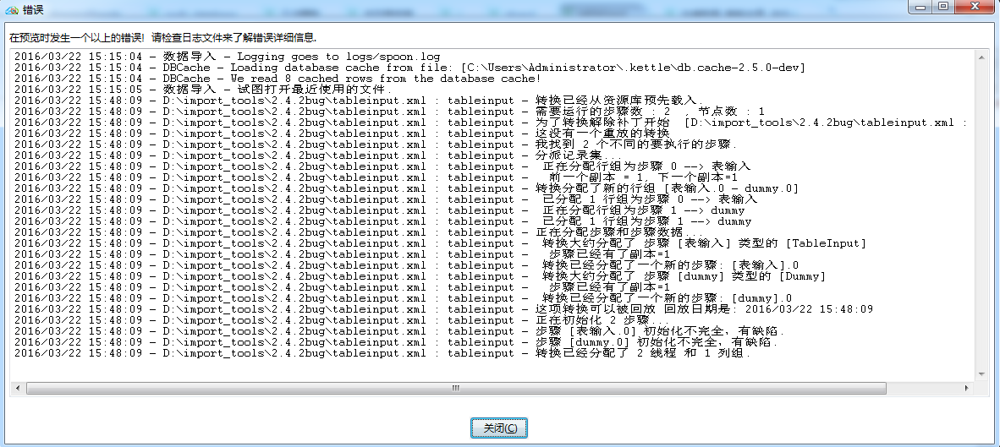 错误
在预览时发生一个以上的错误! 请检查日志文件来了解错误详细信息.
2016/03/22 15:15:04 - 数据导入 - Logging goes to logs/spoon.log
2016/03/22 15:15:04 - DBCache - Loading database cache from file: [C:\Users\Administrator\.kettle\db.cache-2.5.0-dev]
2016/03/22 15:15:04 - DBCache - We read 8 cached rows from the database cache!
2016/03/22 15:15:05 - 数据导入 - 试图打开最近使用的文件.
2016/03/22 15:48:09 - D:\import_tools\2.4.2bug\tableinput.xml : tableinput - 转换已经从资源库预先载入.
2016/03/22 15:48:09 - D:\import_tools\2.4.2bug\tableinput.xml : tableinput - 需要运行的步骤数 : 2 , 节点数 : 1
2016/03/22 15:48:09 - D:\import_tools\2.4.2bug\tableinput.xml : tableinput - 为了转换解除补丁开始 [D:\import_tools\2.4.2bug\tableinput.xml :
2016/03/22 15:48:09 - D:\import_tools\2.4.2bug\tableinput.xml : tableinput - 这没有一个重放的转换
2016/03/22 15:48:09 - D:\import_tools\2.4.2bug\tableinput.xml : tableinput - 我找到 2 个不同的要执行的步骤.
2016/03/22 15:48:09 - D:\import_tools\2.4.2bug\tableinput.xml : tableinput - 分派记录集...
2016/03/22 15:48:09 - D:\import_tools\2.4.2bug\tableinput.xml : tableinput - 正在分配行组为步骤 0 --> 表输入
2016/03/22 15:48:09 - D:\import_tools\2.4.2bug\tableinput.xml : tableinput - 前一个副本 = 1, 下一个副本=1
2016/03/22 15:48:09 - D:\import_tools\2.4.2bug\tableinput.xml : tableinput - 转换分配了新的行组 [表输入.0 - dummy.0]
2016/03/22 15:48:09 - D:\import_tools\2.4.2bug\tableinput.xml : tableinput - 已分配 1 行组为步骤 0 --> 表输入
2016/03/22 15:48:09 - D:\import_tools\2.4.2bug\tableinput.xml : tableinput - 正在分配行组为步骤 1 --> dummy
2016/03/22 15:48:09 - D:\import_tools\2.4.2bug\tableinput.xml : tableinput - 已分配 1 行组为步骤 1 --> dummy
2016/03/22 15:48:09 - D:\import_tools\2.4.2bug\tableinput.xml : tableinput - 正在分配步骤和步骤数据...
2016/03/22 15:48:09 - D:\import_tools\2.4.2bug\tableinput.xml : tableinput - 转换大约分配了 步骤 [表输入] 类型的 [TableInput]
2016/03/22 15:48:09 - D:\import_tools\2.4.2bug\tableinput.xml : tableinput - 步骤已经有了副本=1
2016/03/22 15:48:09 - D:\import_tools\2.4.2bug\tableinput.xml : tableinput - 转换已经分配了一个新的步骤: [表输入].0
2016/03/22 15:48:09 - D:\import_tools\2.4.2bug\tableinput.xml : tableinput - 转换大约分配了 步骤 [dummy] 类型的 [Dummy]
2016/03/22 15:48:09 - D:\import_tools\2.4.2bug\tableinput.xml : tableinput - 步骤已经有了副本=1
2016/03/22 15:48:09 - D:\import_tools\2.4.2bug\tableinput.xml : tableinput - 转换已经分配了一个新的步骤: [dummy].0
2016/03/22 15:48:09 - D:\import_tools\2.4.2bug\tableinput.xml : tableinput - 这项转换可以被回放 回放日期是: 2016/03/22 15:48:09
2016/03/22 15:48:09 - D:\import_tools\2.4.2bug\tableinput.xml : tableinput - 正在初始化 2 步骤...
2016/03/22 15:48:09 - D:\import_tools\2.4.2bug\tableinput.xml : tableinput - 步骤 [表输入.0] 初始化不完全，有缺陷.
2016/03/22 15:48:09 - D:\import_tools\2.4.2bug\tableinput.xml : tableinput - 步骤 [dummy.0] 初始化不完全，有缺陷.
2016/03/22 15:48:09 - D:\import_tools\2.4.2bug\tableinput.xml : tableinput - 转换已经分配了 2 线程 和 1 列组.
关闭(C)